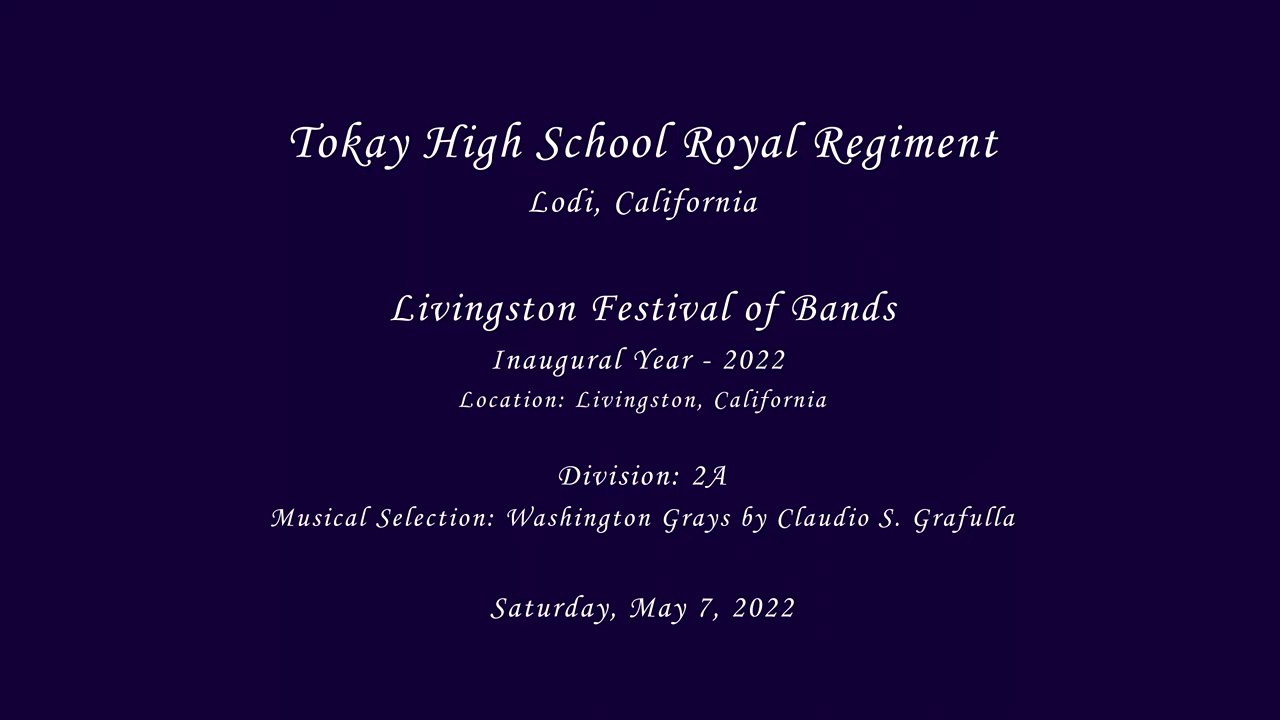 Tokay High School Royal Regiment
Lodi, California
Livingston Festival of Bands
Inaugural Year - 2022
Location: Livingston, California
Division: 2A
Musical Selection: Washington Grays by Claudio S. Grafulla
Saturday, May 7, 2022